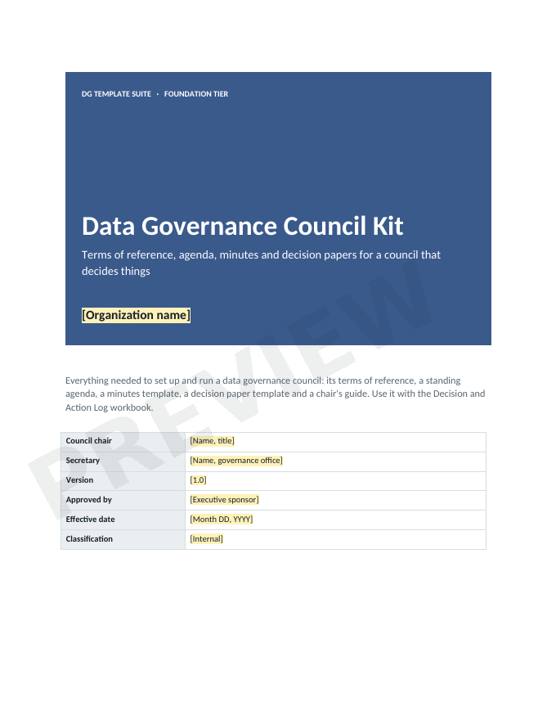 DG TEMPLATE SUITE · FOUNDATION TIER
Data Governance Council Kit
Terms of reference, agenda, minutes and decision papers for a council that
decides things
[Organization name]
Everything needed to set up and run a data governance council: its terms of reference, a standing
agenda, a minutes template, a decision paper template and a chair's guide. Use it with the Decision and
Action Log workbook.
Council chair [Name, title]
Secretary [Name, governance office]
Version [1.0]
Approved by [Executive sponsor]
Effective date [Month DD, YYYY]
Classification [Internal]
PREVIEW